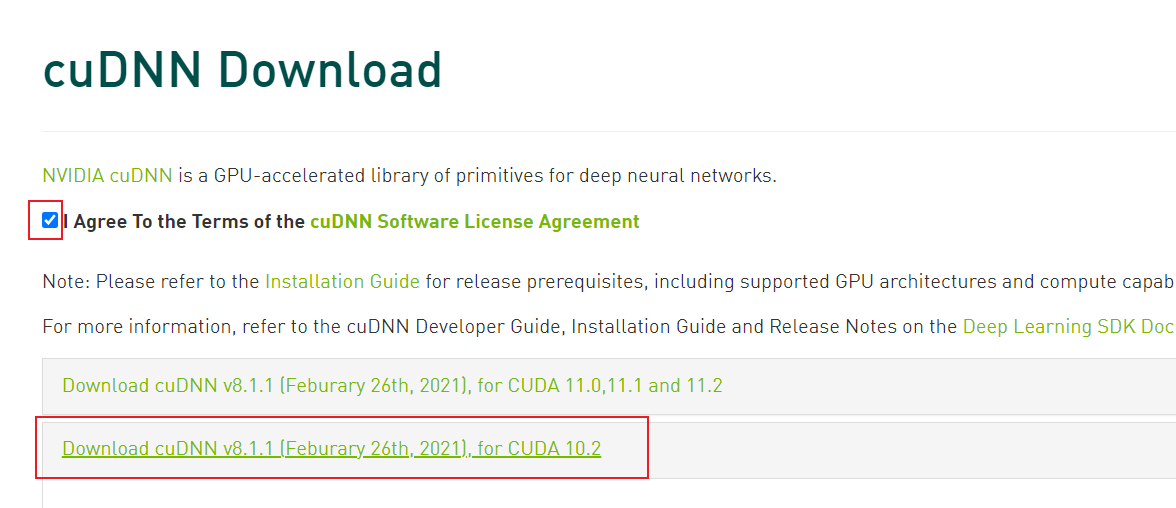 cuDNN Download
NVIDIA cuDNN is a GPU-accelerated library of primitives for deep neural networks.
I Agree To the Terms of the cuDNN Software License Agreement
Note: Please refer to the Installation Guide for release prerequisites, including supported GPU architectures and compute capab
For more information, refer to the cuDNN Developer Guide, Installation Guide and Release Notes on the Deep Learning SDK Doc
Download cuDNN v8.1.1 (Feburary 26th, 2021), for CUDA 11.0,11.1 and 11.2
Download cuDNN v8.1.1 (Feburary 26th, 2021), for CUDA 10.2